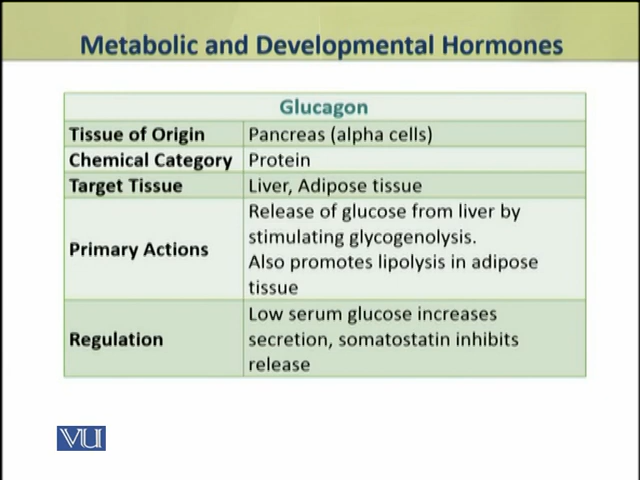 Metabolic and Developmental Hormones
Glucagon
Tissue of Origin
Pancreas (alpha cells)
Chemical Category
Protein
Target Tissue
Liver, Adipose tissue
Primary Actions
Release of glucose from liver by
stimulating glycogenolysis.
Also promotes lipolysis in adipose
tissue
Regulation
Low serum glucose increases
secretion, somatostatin inhibits
release
VU